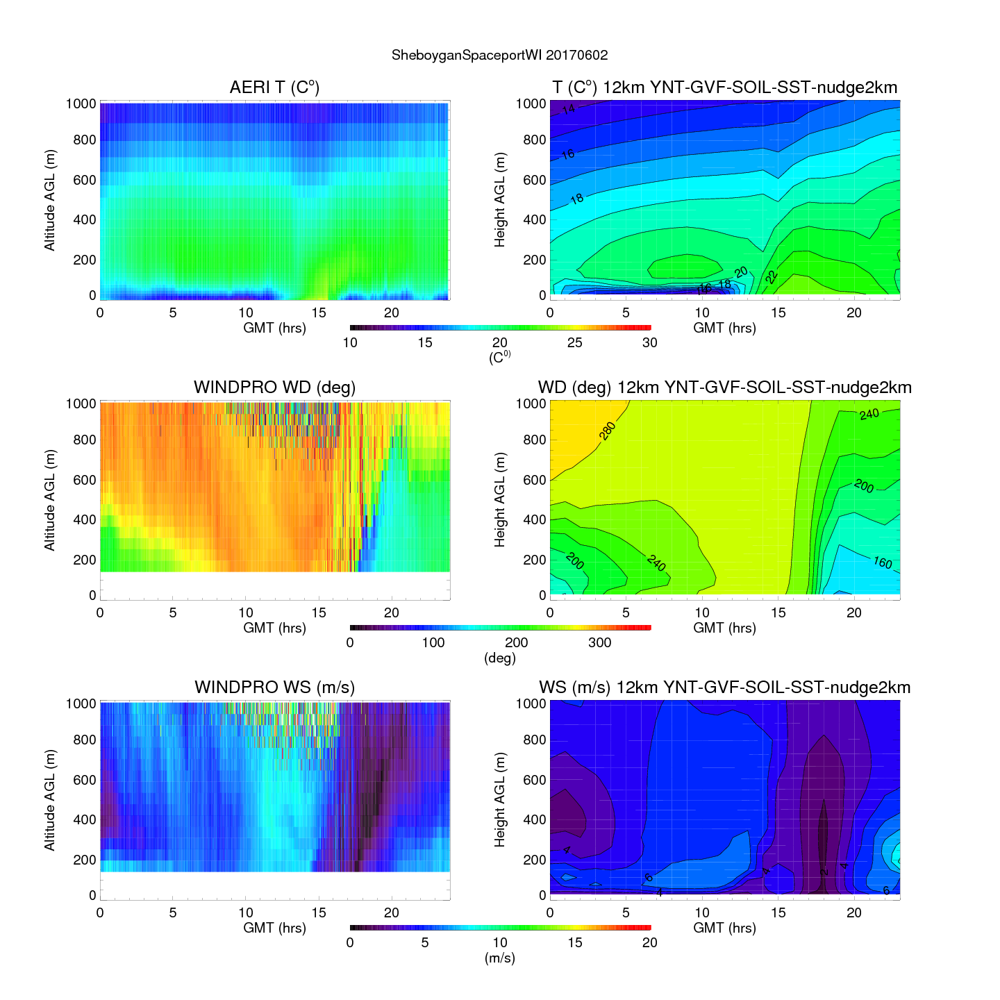 SheboyganSpaceportWI 20170602
AERI T (C°)
T (C°) 12km YNT-GVF-SOIL-SST-nudge2km
Altitude AGL (m)
1000
800
600
400
200
0
0 5 10 15 20
GMT (hrs)
Height AGL (m)
1000
800
600
400
200
0
14
16
18
20
22
16 18
14
0 5 10 15 20
GMT (hrs)
10 15 20 25 30
(C⁰⁾
WINDPRO WD (deg)
WD (deg) 12km YNT-GVF-SOIL-SST-nudge2km
Altitude AGL (m)
1000
800
600
400
200
0
0 5 10 15 20
GMT (hrs)
Height AGL (m)
1000
800
600
400
200
0
280
240
200
200
240
160
0 5 10 15 20
GMT (hrs)
0 100 200 300
(deg)
WINDPRO WS (m/s)
WS (m/s) 12km YNT-GVF-SOIL-SST-nudge2km
Altitude AGL (m)
1000
800
600
400
200
0
0 5 10 15 20
GMT (hrs)
Height AGL (m)
1000
800
600
400
200
0
4
6
4
4
2
4
6
0 5 10 15 20
GMT (hrs)
0 5 10 15 20
(m/s)